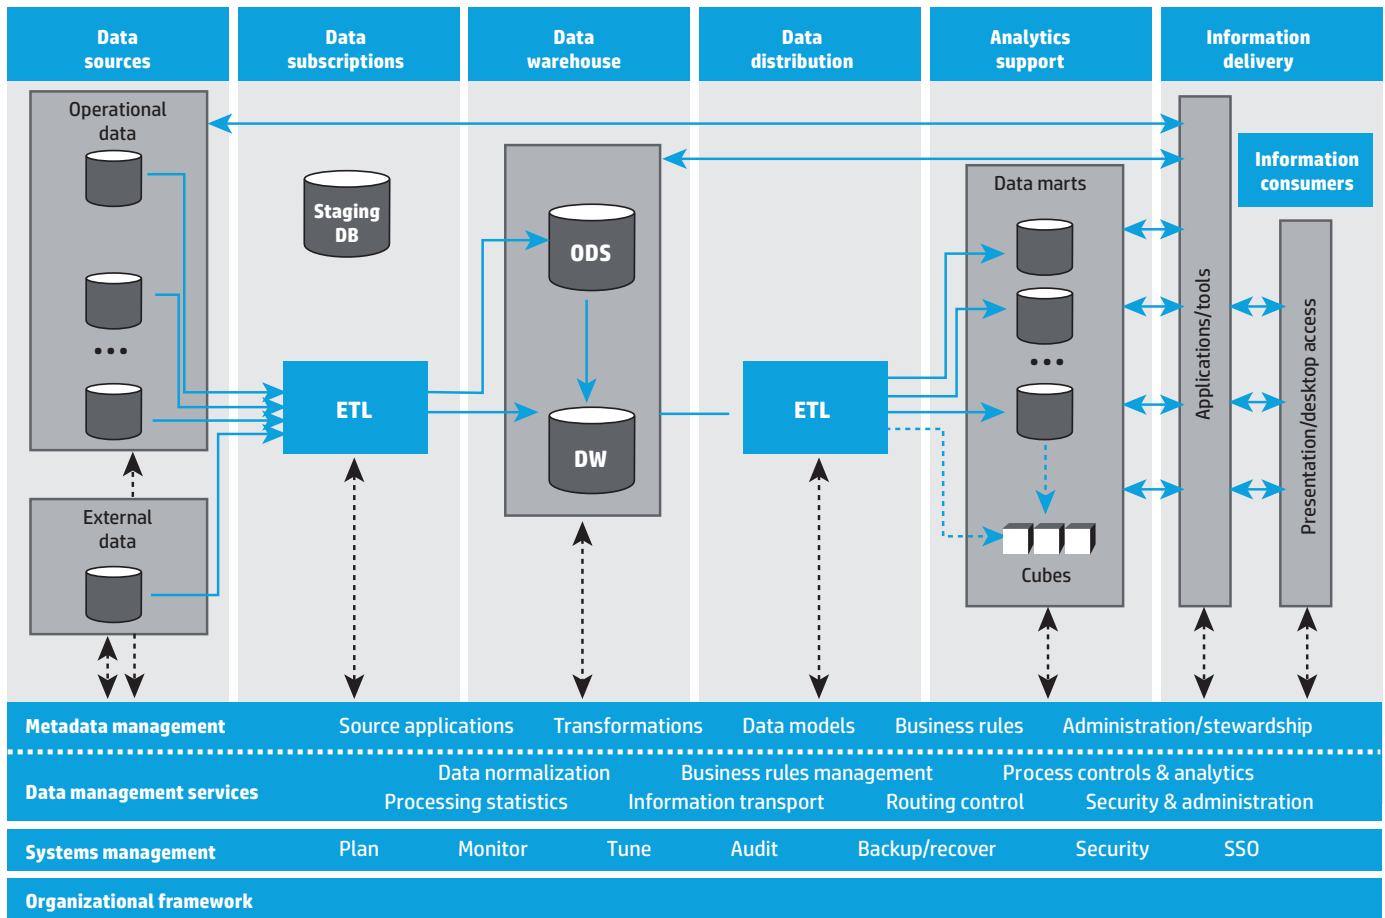 Data
sources
Data
subscriptions
Data
warehouse
Data
distribution
Analytics
support
Information
delivery
Operational
data
Staging
DB
ODS
Data marts
Information
consumers
ETL
DW
ETL
Applications/tools
Presentation/desktop access
External
data
Cubes
Metadata management Source applications Transformations Data models Business rules Administration/stewardship
Data management services
Data normalization Business rules management Process controls & analytics
Processing statistics Information transport Routing control Security & administration
Systems management Plan Monitor Tune Audit Backup/recover Security SSO
Organizational framework